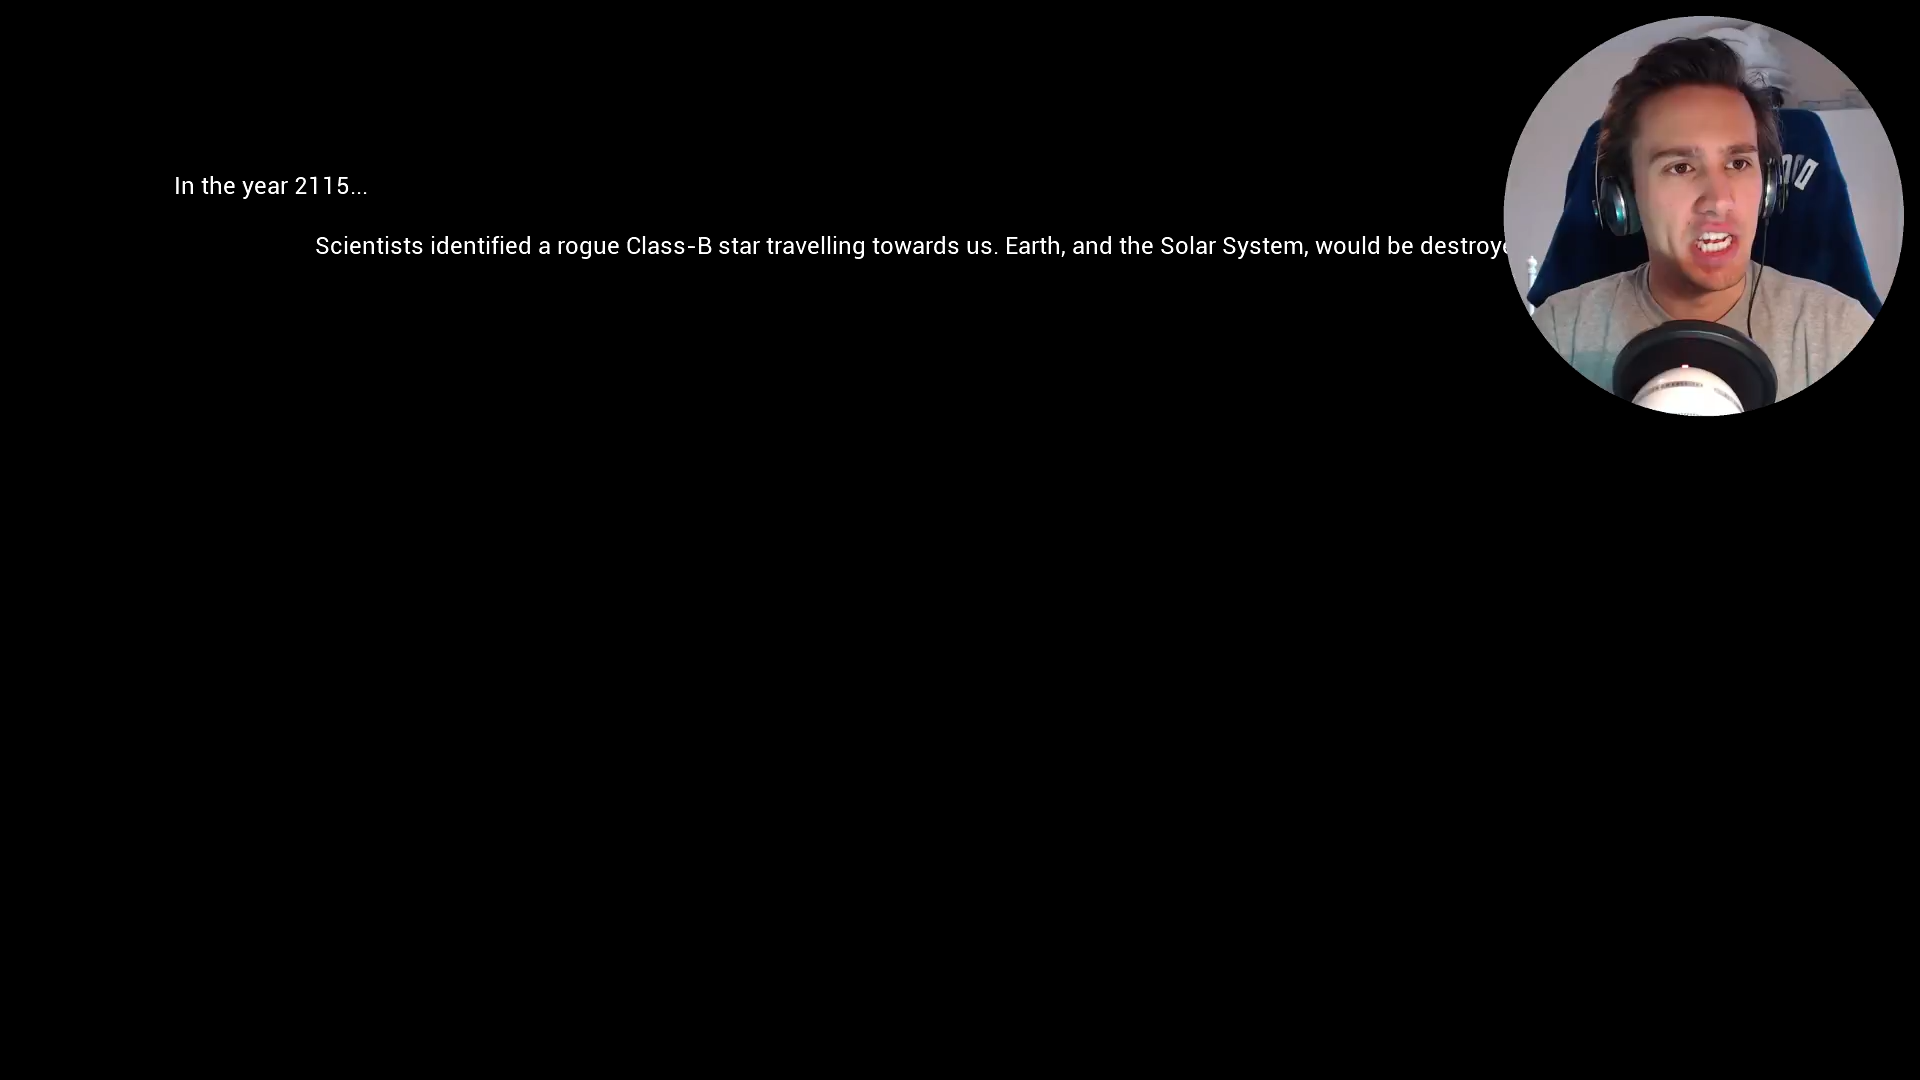 In the year 2115...
Scientists identified a rogue Class-B star travelling towards us. Earth, and the Solar System, would be